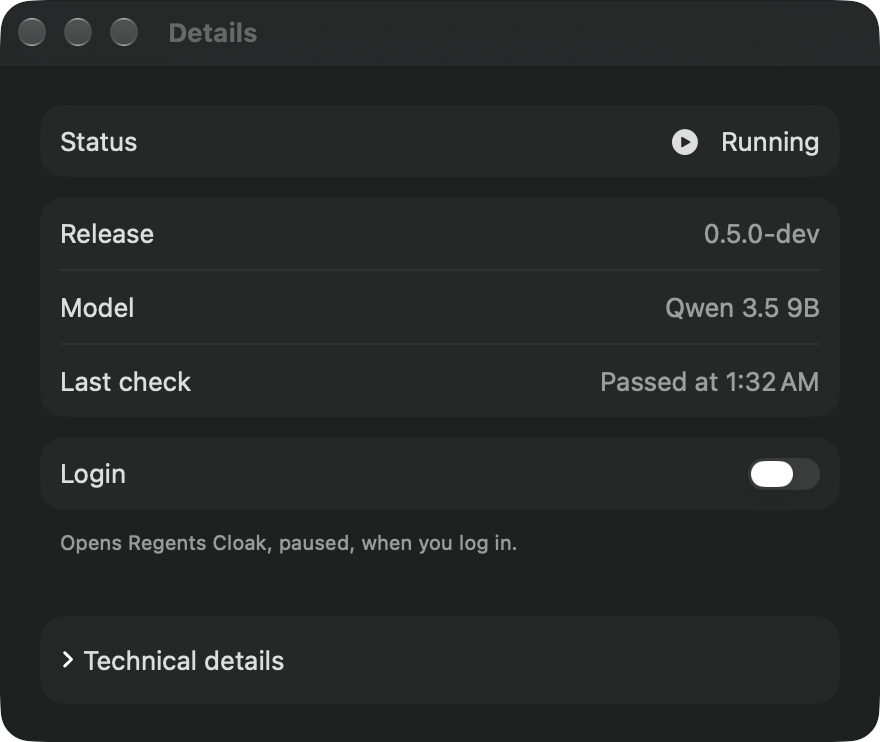 Details
Status Running
Release 0.5.0-dev
Model Qwen 3.5 9B
Last check Passed at 1:32 AM
Login
Opens Regents Cloak, paused, when you log in.
Technical details